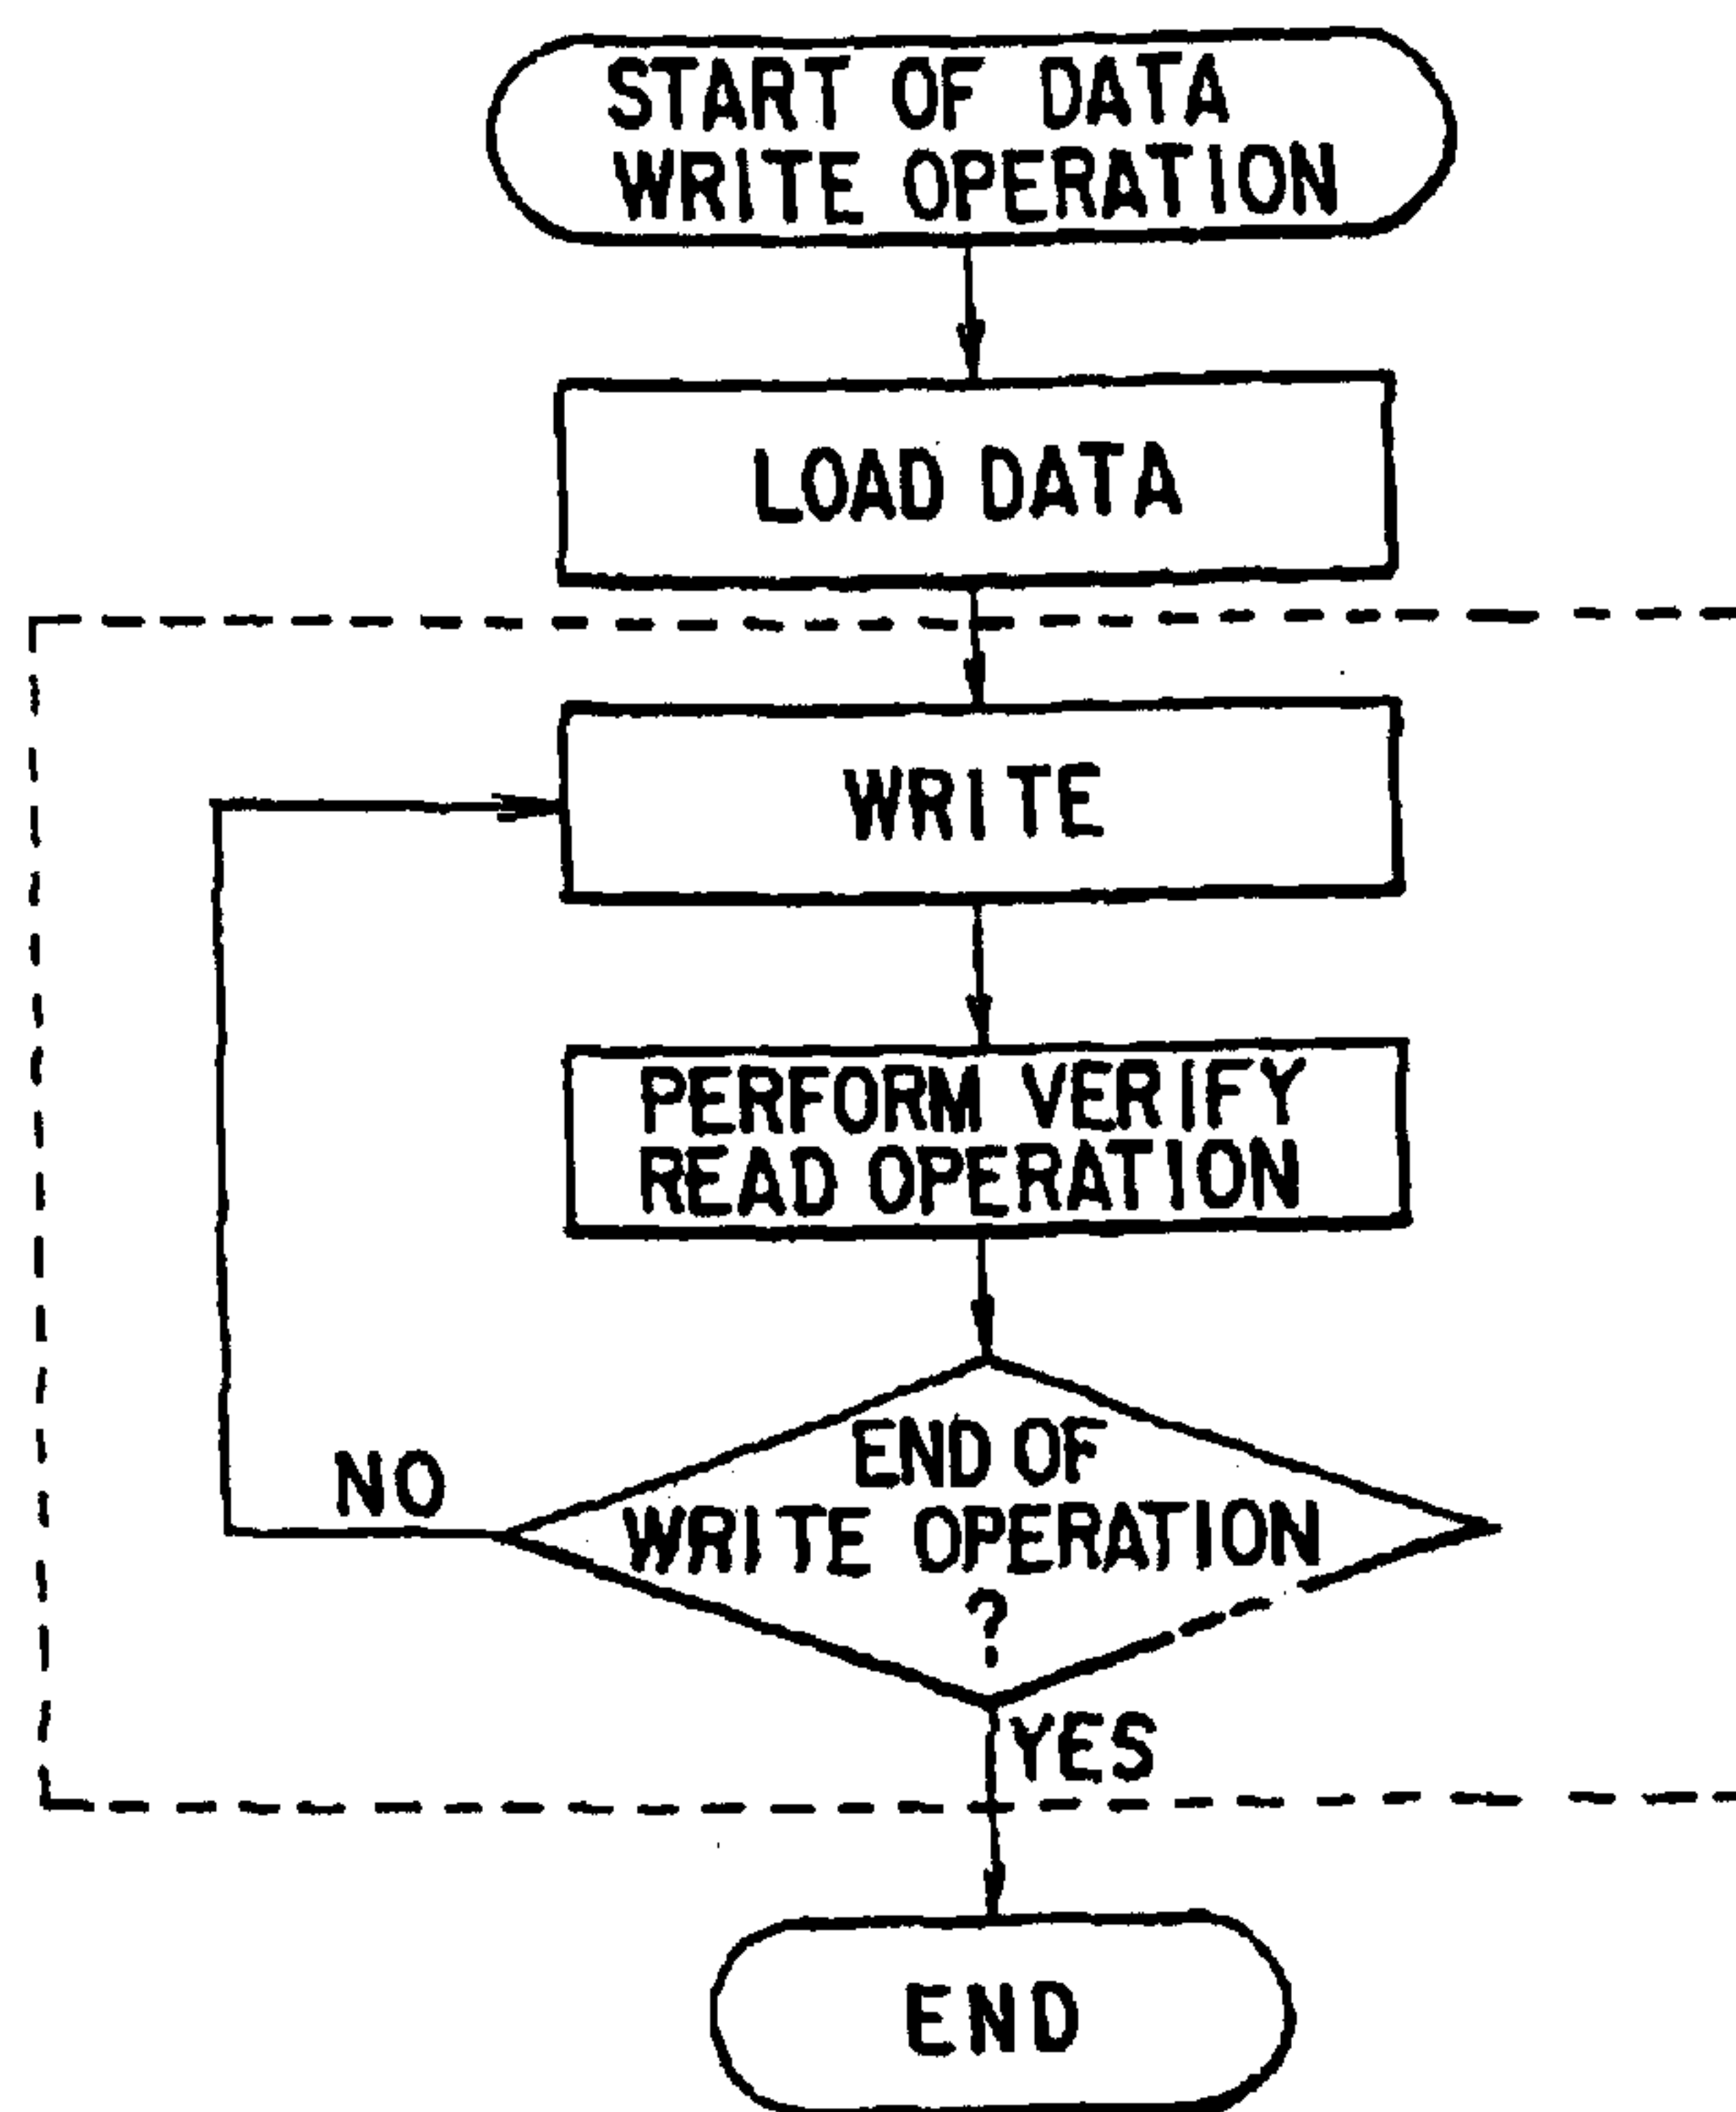 START OF DATA
WRITE OPERATION
LOAD DATA
WRITE
PERFORM VERIFY
READ OPERATION
END OF
WRITE OPERATION
?
NO
YES
END